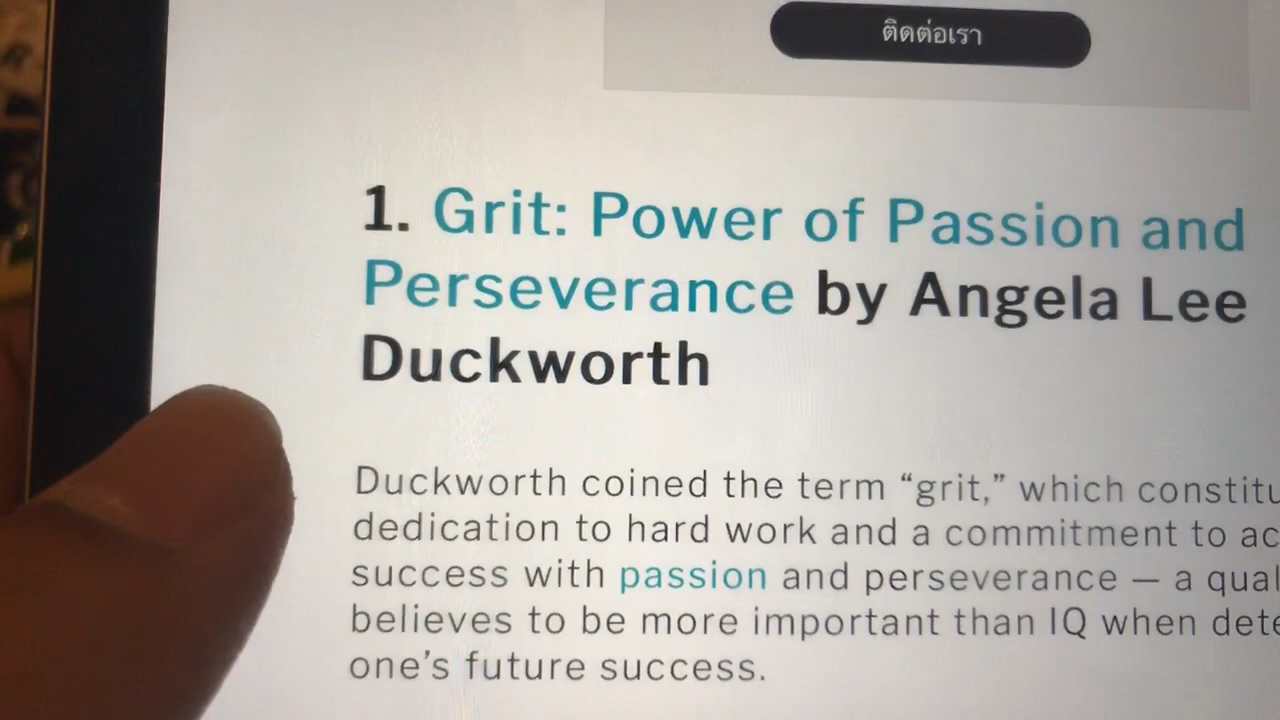 ติดต่อเรา
1. Grit: Power of Passion and
Perseverance by Angela Lee
Duckworth
Duckworth coined the term “grit,” which
dedication to hard work and a commitment to
success with passion and perseverance — a
believes to be more important than IQ when
one’s future success.